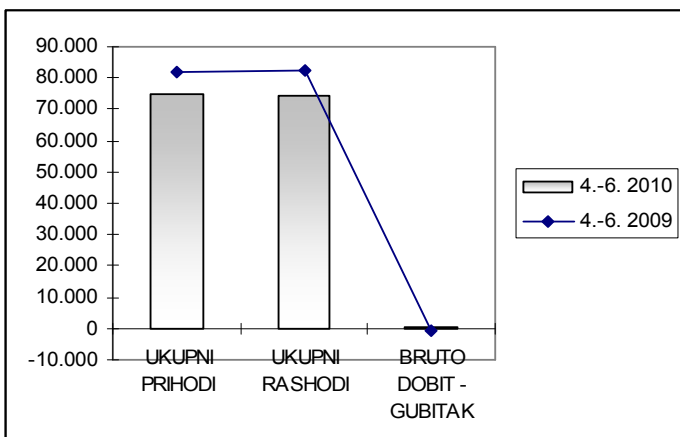 90.000
80.000
70.000
60.000
50.000
40.000
30.000
20.000
10.000
0
-10.000
UKUPNI
PRIHODI
UKUPNI
RASHODI
BRUTO
DOBIT -
GUBITAK
4.-6. 2010
4.-6. 2009